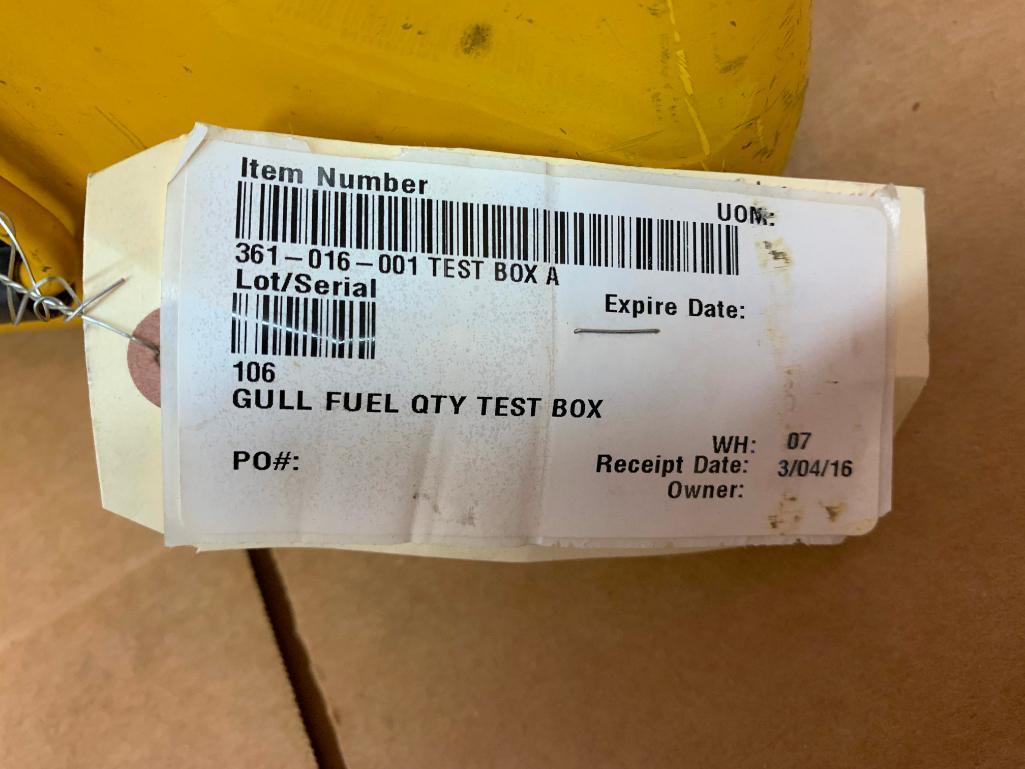 Item Number
UOM:
361-016-001 TEST BOX A
Lot/Serial
Expire Date:
106
GULL FUEL QTY TEST BOX
WH: 07
PO#:
Receipt Date: 3/04/16
Owner: